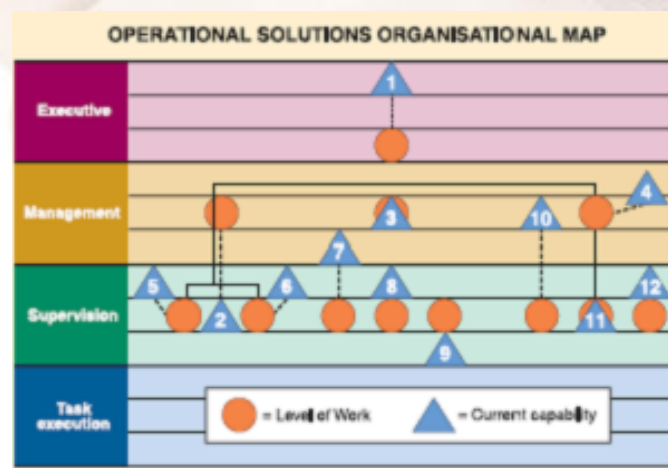 OPERATIONAL SOLUTIONS ORGANISATIONAL MAP
Executive
1
Management
4
3
10
7
Supervision
5
6
8
12
2
11
9
Task
execution
= Level of Work
= Current capability